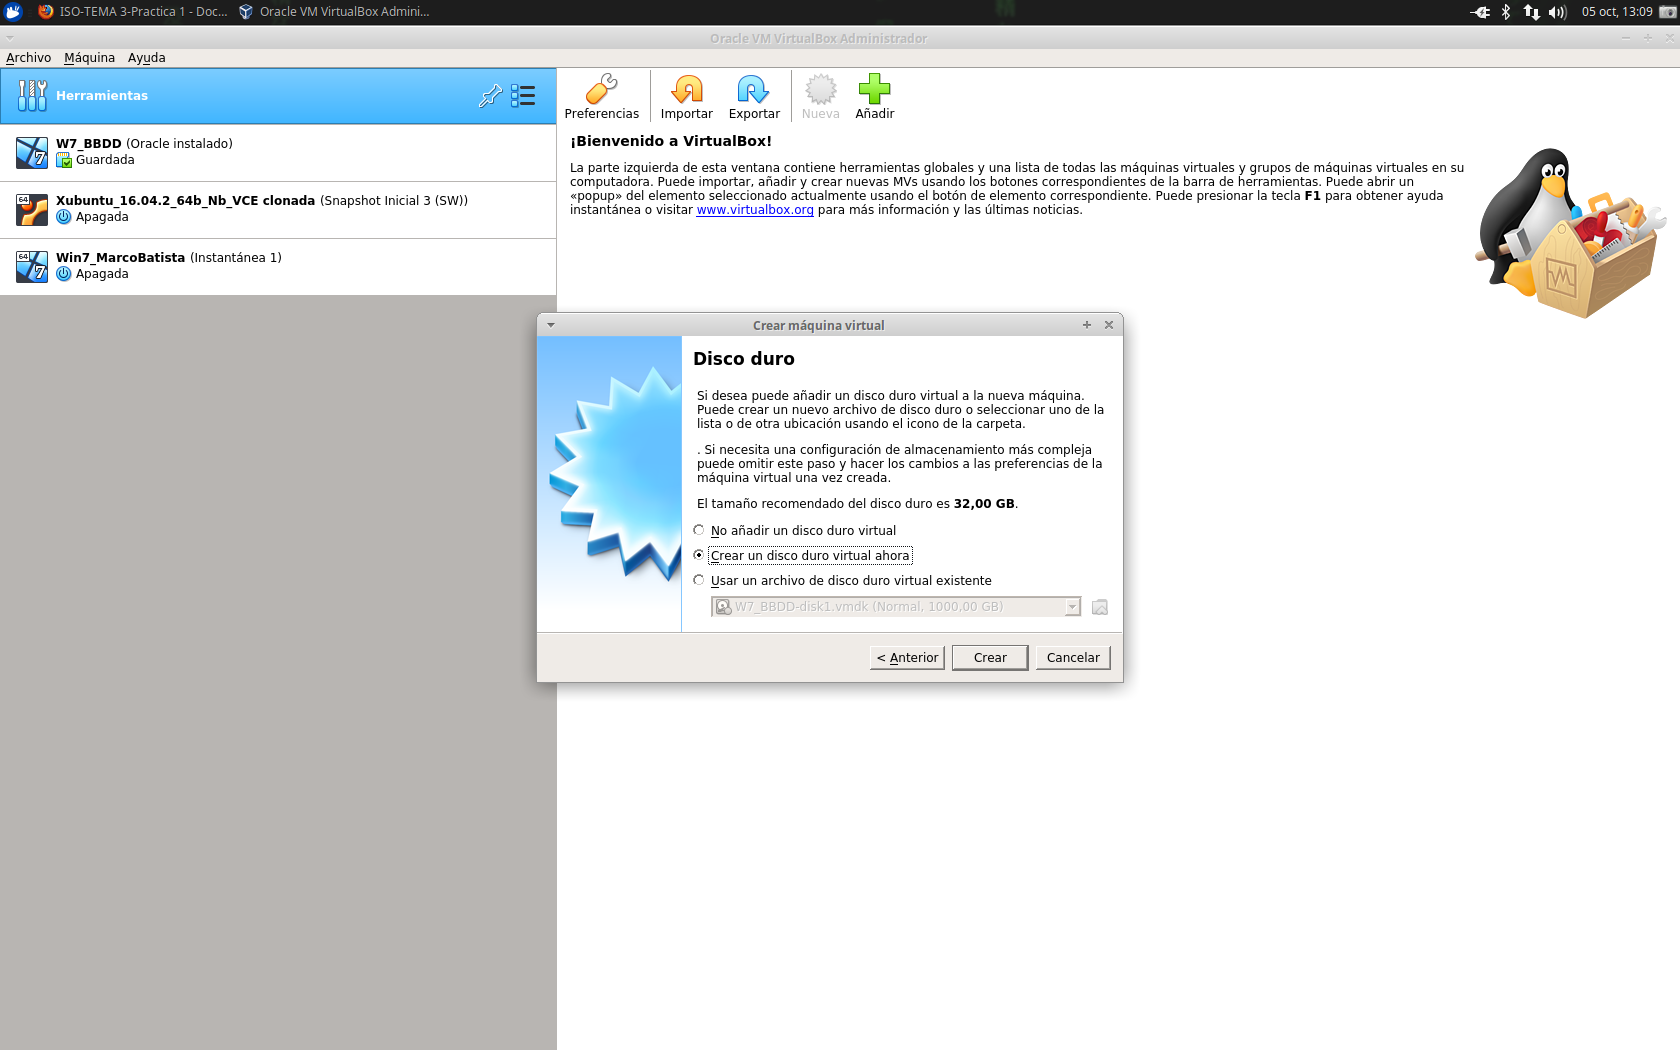 ISO-TEMA 3-Practica 1 - Doc...
Oracle VM VirtualBox Admini...
05 oct, 13:09
Oracle VM VirtualBox Administrador
Archivo Máquina Ayuda
Herramientas
W7_BBDD (Oracle instalado)
Guardada
64
Xubuntu_16.04.2_64b_Nb_VCE clonada (Snapshot Inicial 3 (SW))
Apagada
64
Win7_MarcoBatista (Instantánea 1)
Apagada
Preferencias
Importar
Exportar
Nueva
Añadir
¡Bienvenido a VirtualBox!
La parte izquierda de esta ventana contiene herramientas globales y una lista de todas las máquinas virtuales y grupos de máquinas virtuales en su
computadora. Puede importar, añadir y crear nuevas MVs usando los botones correspondientes de la barra de herramientas. Puede abrir un
«popup» del elemento seleccionado actualmente usando el botón de elemento correspondiente. Puede presionar la tecla F1 para obtener ayuda
instantánea o visitar www.virtualbox.org para más información y las últimas noticias.
Crear máquina virtual
Disco duro
Si desea puede añadir un disco duro virtual a la nueva máquina.
Puede crear un nuevo archivo de disco duro o seleccionar uno de la
lista o de otra ubicación usando el icono de la carpeta.
. Si necesita una configuración de almacenamiento más compleja
puede omitir este paso y hacer los cambios a las preferencias de la
máquina virtual una vez creada.
El tamaño recomendado del disco duro es 32,00 GB.
No añadir un disco duro virtual
Crear un disco duro virtual ahora
Usar un archivo de disco duro virtual existente
W7_BBDD-disk1.vmdk (Normal, 1000,00 GB)
< Anterior
Crear
Cancelar